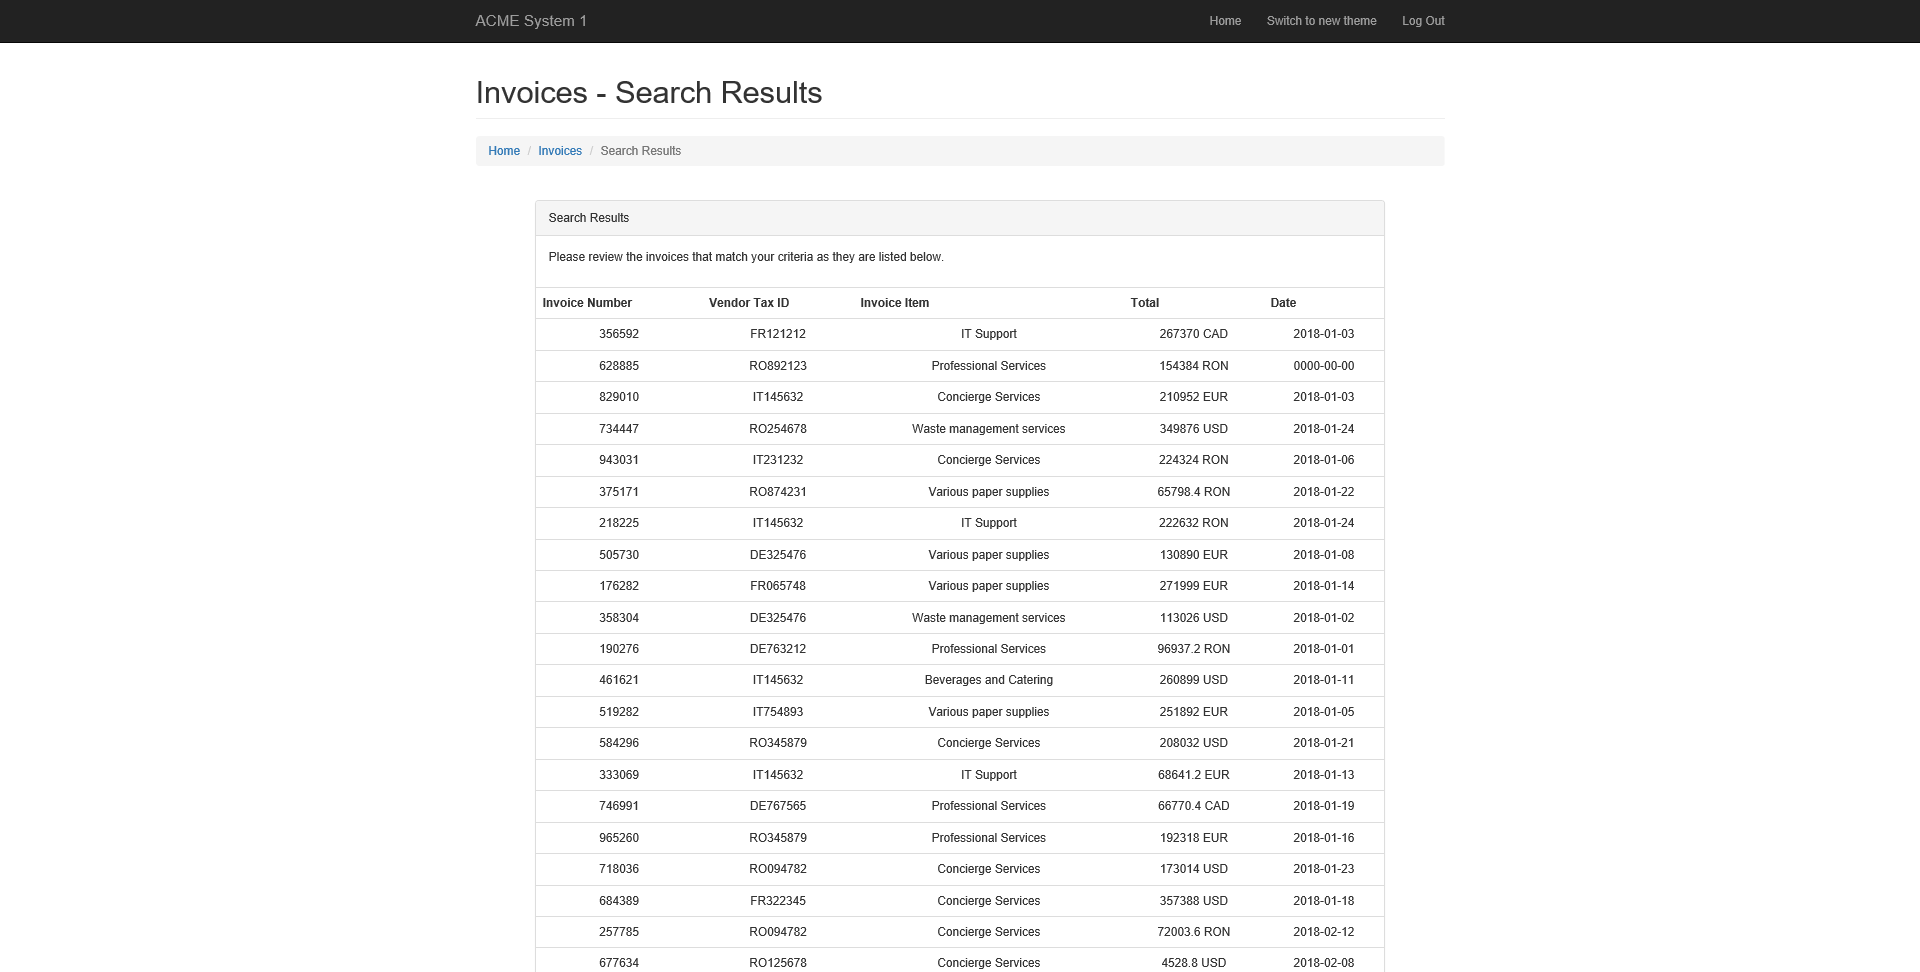 ACME System 1 Home Switch to new theme Log Out
Invoices - Search Results
Home / Invoices / Search Results
Search Results
Please review the invoices that match your criteria as they are listed below.
Invoice Number Vendor Tax ID Invoice Item Total Date
356592 FR121212 IT Support 267370 CAD 2018-01-03
628885 RO892123 Professional Services 154384 RON 0000-00-00
829010 IT145632 Concierge Services 210952 EUR 2018-01-03
734447 RO254678 Waste management services 349876 USD 2018-01-24
943031 IT231232 Concierge Services 224324 RON 2018-01-06
375171 RO874231 Various paper supplies 65798.4 RON 2018-01-22
218225 IT145632 IT Support 222632 RON 2018-01-24
505730 DE325476 Various paper supplies 130890 EUR 2018-01-08
176282 FR065748 Various paper supplies 271999 EUR 2018-01-14
358304 DE325476 Waste management services 113026 USD 2018-01-02
190276 DE763212 Professional Services 96937.2 RON 2018-01-01
461621 IT145632 Beverages and Catering 260899 USD 2018-01-11
519282 IT754893 Various paper supplies 251892 EUR 2018-01-05
584296 RO345879 Concierge Services 208032 USD 2018-01-21
333069 IT145632 IT Support 68641.2 EUR 2018-01-13
746991 DE767565 Professional Services 66770.4 CAD 2018-01-19
965260 RO345879 Professional Services 192318 EUR 2018-01-16
718036 RO094782 Concierge Services 173014 USD 2018-01-23
684389 FR322345 Concierge Services 357388 USD 2018-01-18
257785 RO094782 Concierge Services 72003.6 RON 2018-02-12
677634 RO125678 Concierge Services 4528.8 USD 2018-02-08